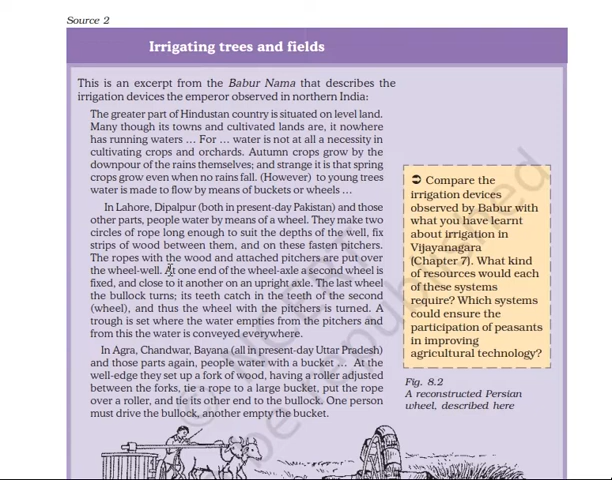 Source 2
Irrigating trees and fields
This is an excerpt from the Babur Nama that describes the
irrigation devices the emperor observed in northern India:
The greater part of Hindustan country is situated on level land.
Many though its towns and cultivated lands are, it nowhere
has running waters … For … water is not at all a necessity in
cultivating crops and orchards. Autumn crops grow by the
downpour of the rains themselves; and strange it is that spring
crops grow even when no rains fall. (However) to young trees
water is made to flow by means of buckets or wheels …
In Lahore, Dipalpur (both in present-day Pakistan) and those
other parts, people water by means of a wheel. They make two
circles of rope long enough to suit the depths of the well, fix
strips of wood between them, and on these fasten pitchers.
The ropes with the wood and attached pitchers are put over
the wheel-well. At one end of the wheel-axle a second wheel is
fixed, and close to it another on an upright axle. The last wheel
the bullock turns; its teeth catch in the teeth of the second
(wheel), and thus the wheel with the pitchers is turned. A
trough is set where the water empties from the pitchers and
from this the water is conveyed everywhere.
In Agra, Chandwar, Bayana (all in present-day Uttar Pradesh)
and those parts again, people water with a bucket … At the
well-edge they set up a fork of wood, having a roller adjusted
between the forks, tie a rope to a large bucket, put the rope
over a roller, and tie its other end to the bullock. One person
must drive the bullock, another empty the bucket.
➲ Compare the
irrigation devices
observed by Babur with
what you have learnt
about irrigation in
Vijayanagara
(Chapter 7). What kind
of resources would each
of these systems
require? Which systems
could ensure the
participation of peasants
in improving
agricultural technology?
Fig. 8.2
A reconstructed Persian
wheel, described here
© NCERT
be republished